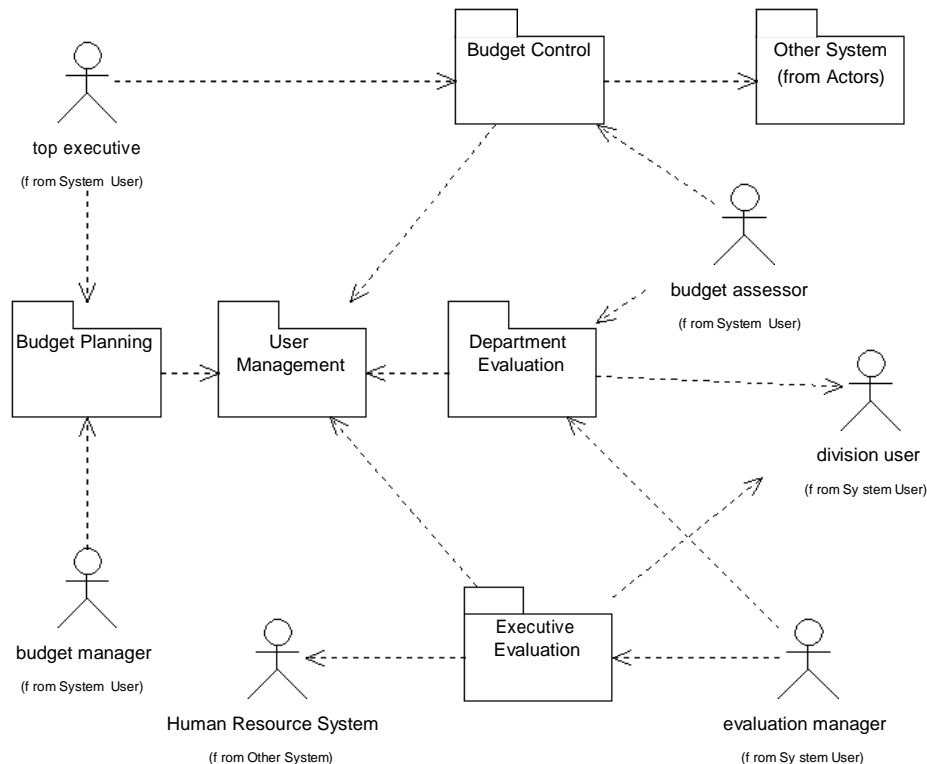 Budget Control
Other System
(from Actors)
top executive
(f rom System User)
budget assessor
(f rom System User)
Budget Planning
User
Management
Department
Evaluation
division user
(f rom Sy stem User)
budget manager
(f rom System User)
Executive
Evaluation
Human Resource System
(f rom Other System)
evaluation manager
(f rom Sy stem User)